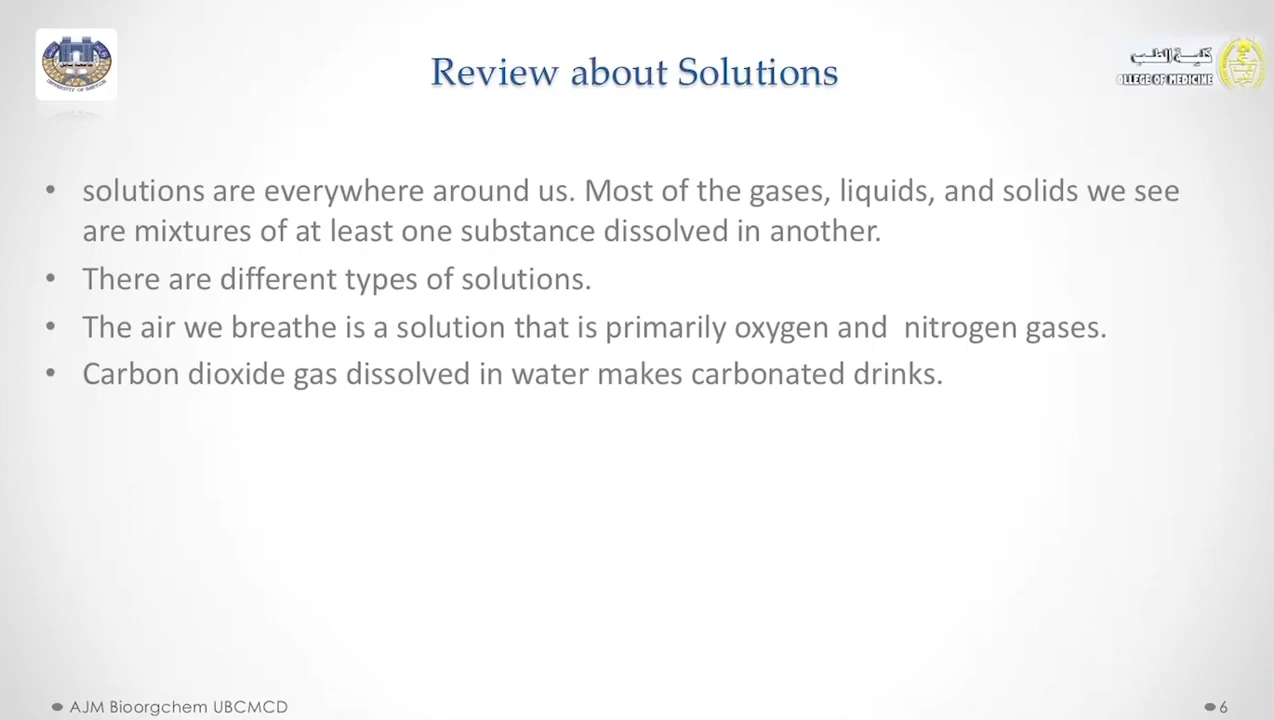 Review about Solutions
كلية الطب
OLLEGE OF MEDICINE
• solutions are everywhere around us. Most of the gases, liquids, and solids we see
are mixtures of at least one substance dissolved in another.
• There are different types of solutions.
• The air we breathe is a solution that is primarily oxygen and  nitrogen gases.
• Carbon dioxide gas dissolved in water makes carbonated drinks.
● AJM Bioorgchem UBCMCD
● 6